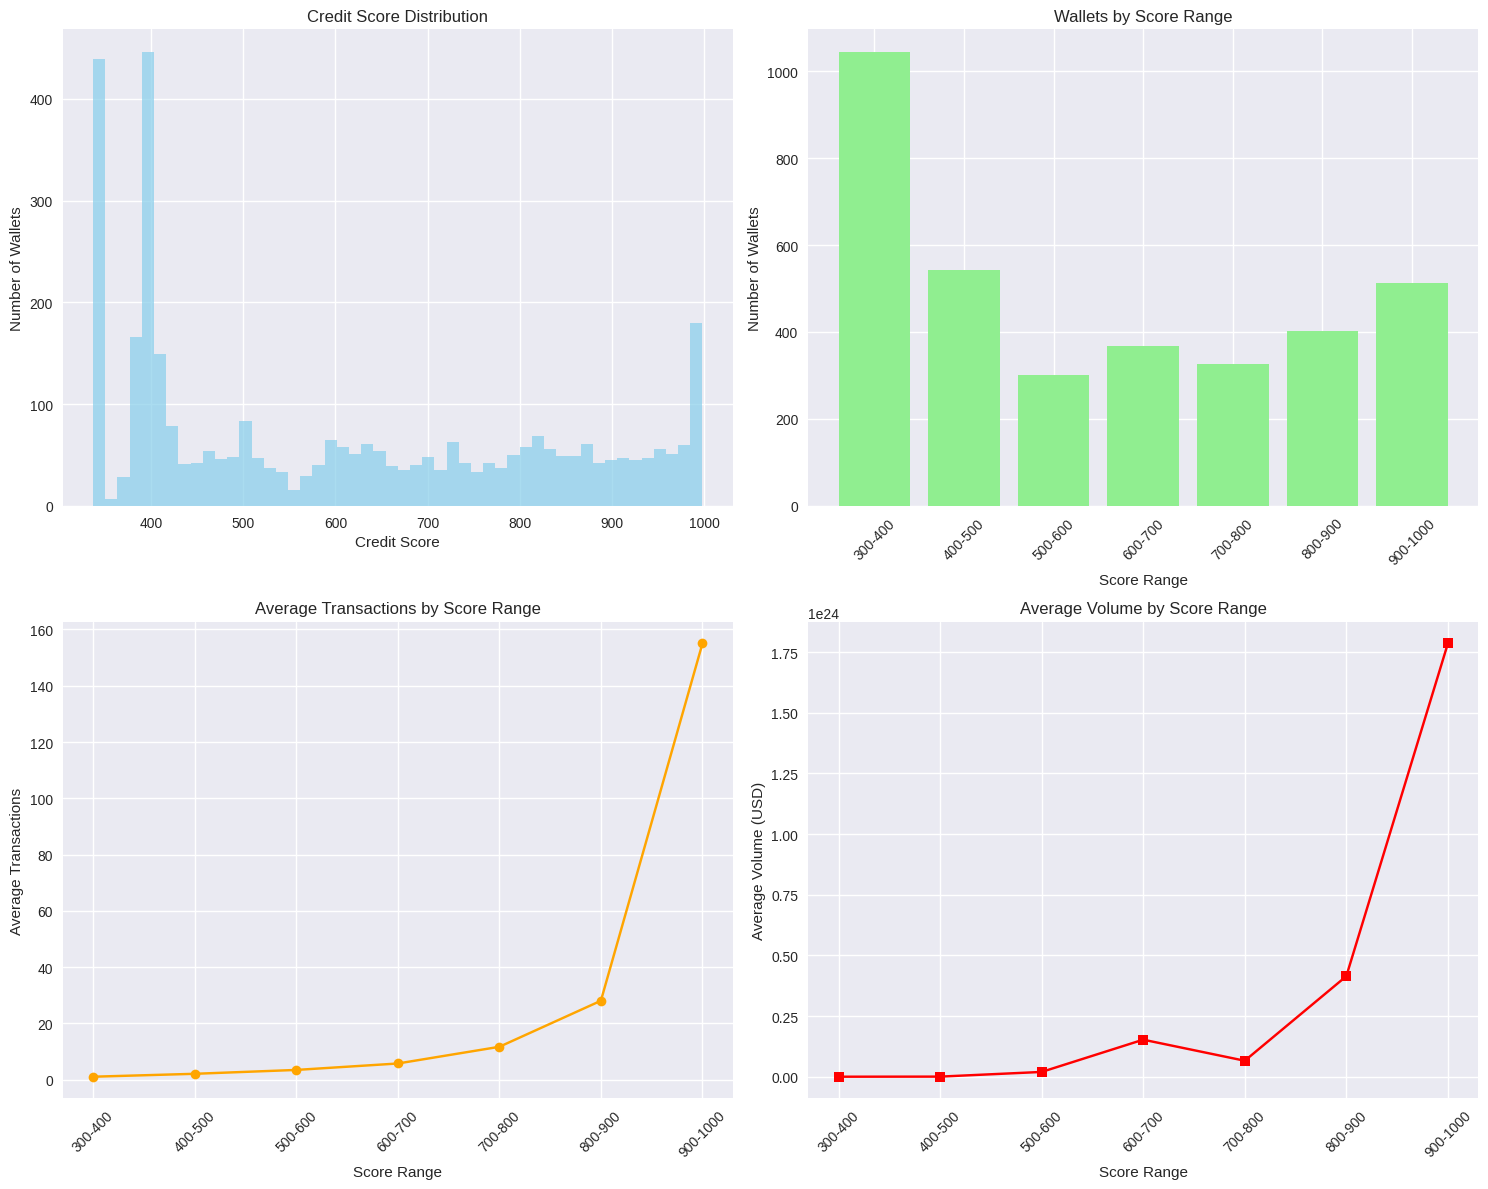 Credit Score Distribution
Number of Wallets
400
300
200
100
0
400 500 600 700 800 900 1000
Credit Score
Wallets by Score Range
Number of Wallets
1000
800
600
400
200
0
300-400 400-500 500-600 600-700 700-800 800-900 900-1000
Score Range
Average Transactions by Score Range
Average Transactions
160
140
120
100
80
60
40
20
0
300-400 400-500 500-600 600-700 700-800 800-900 900-1000
Score Range
Average Volume by Score Range
1e24
Average Volume (USD)
1.75
1.50
1.25
1.00
0.75
0.50
0.25
0.00
300-400 400-500 500-600 600-700 700-800 800-900 900-1000
Score Range